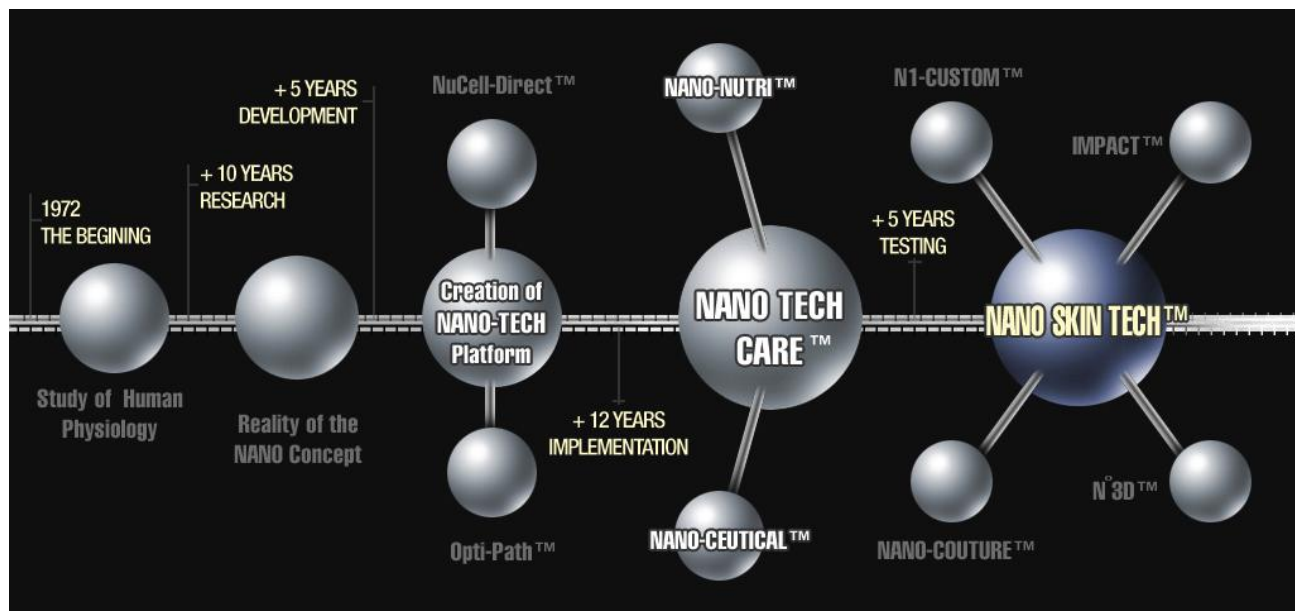 1972
THE BEGINING
Study of Human
Physiology
+ 10 YEARS
RESEARCH
Reality of the
NANO Concept
+ 5 YEARS
DEVELOPMENT
NuCell-Direct™
Creation of
NANO-TECH
Platform
Opti-Path™
+ 12 YEARS
IMPLEMENTATION
NANO-NUTRI™
NANO TECH
CARE™
NANO-CEUTICAL™
+ 5 YEARS
TESTING
N1-CUSTOM™
IMPACT™
NANO SKIN TECH™
NANO-COUTURE™
N°3D™